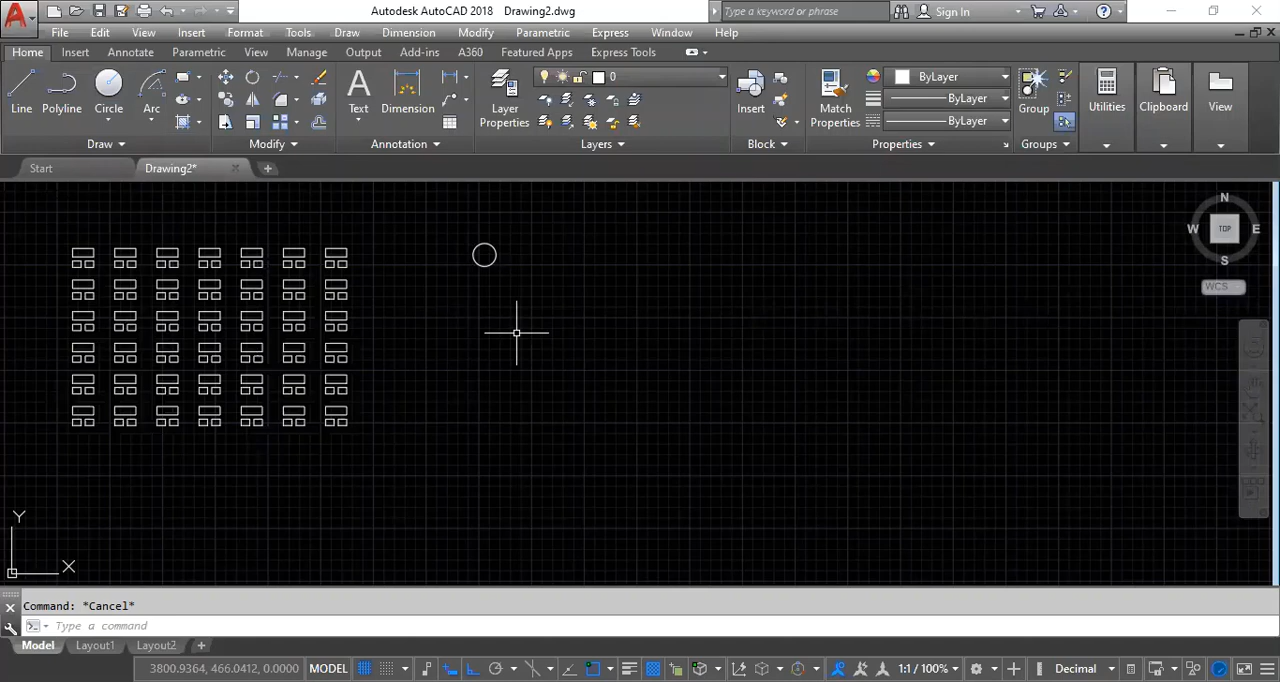 Autodesk AutoCAD 2018 Drawing2.dwg
Type a keyword or phrase
Sign In
File Edit View Insert Format Tools Draw Dimension Modify Parametric Express Window Help
Home Insert Annotate Parametric View Manage Output Add-ins A360 Featured Apps Express Tools
Line Polyline Circle Arc
Text Dimension
Layer Properties
0
Insert
Match Properties
ByLayer
ByLayer
ByLayer
Group
Utilities
Clipboard
View
Draw Modify Annotation Layers Block Properties Groups
Start
Drawing2*
N
W TOP E
S
WCS
Y
X
Command: *Cancel*
Type a command
Model Layout1 Layout2
3800.9364, 466.0412, 0.0000 MODEL 1:1 / 100% Decimal